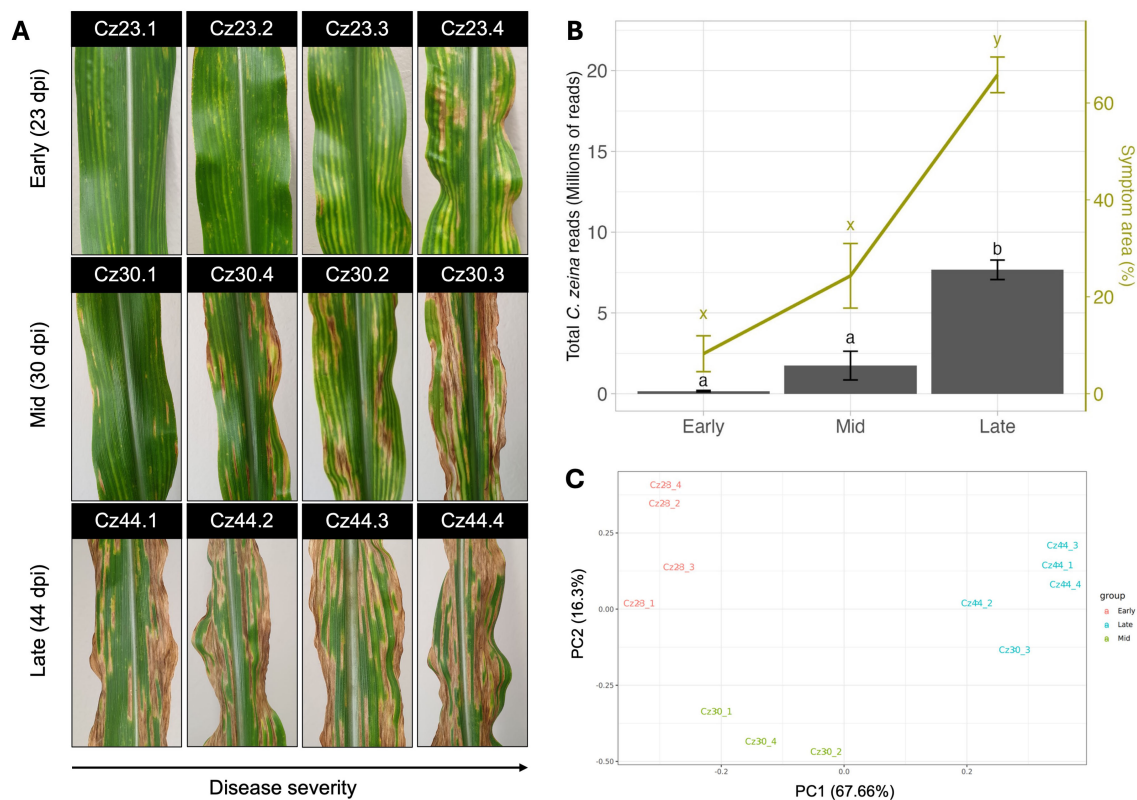 A
Cz23.1 Cz23.2 Cz23.3 Cz23.4
Early (23 dpi)
Cz30.1 Cz30.4 Cz30.2 Cz30.3
Mid (30 dpi)
Cz44.1 Cz44.2 Cz44.3 Cz44.4
Late (44 dpi)
Disease severity
B
Total C. zeina reads (Millions of reads)
20
15
10
5
0
x
a
x
a
y
b
Early Mid Late
60
40
20
0
Symptom area (%)
C
PC2 (16.3%)
0.25
0.00
-0.25
-0.50
Cz28_4
Cz28_2
Cz28_3
Cz28_1
Cz44_3
Cz44_1
Cz44_4
Cz44_2
Cz30_3
Cz30_1
Cz30_4
Cz30_2
-0.2 0.0 0.2
PC1 (67.66%)
group
a Early
a Late
a Mid